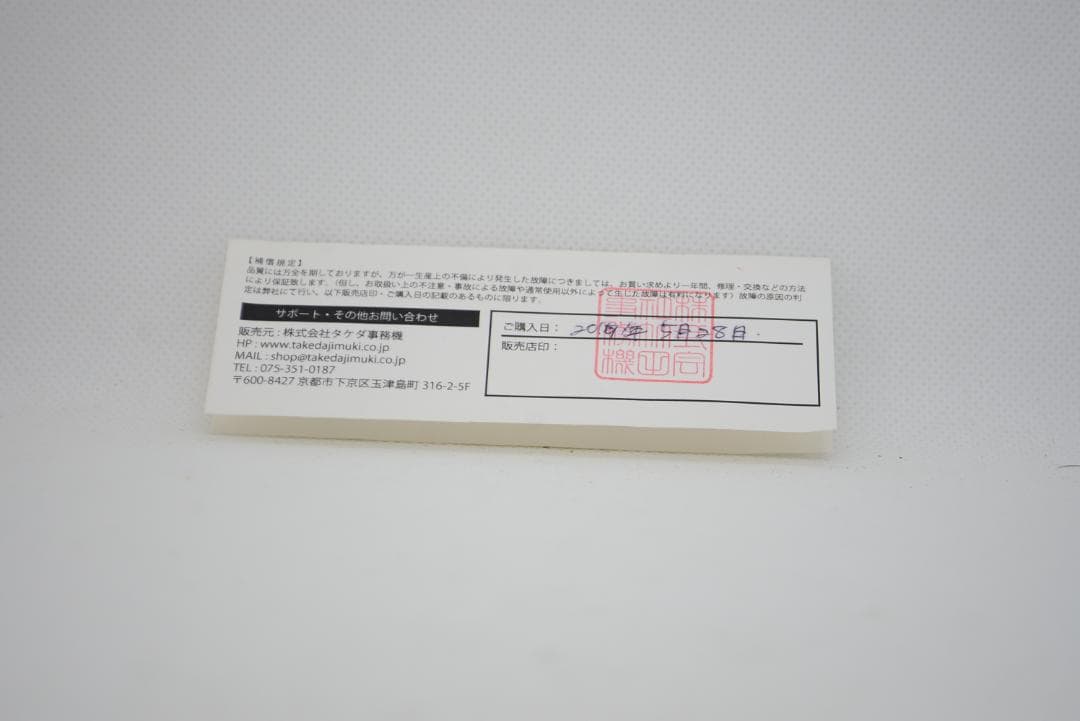 【補償規定】
品質には万全を期しておりますが、万が一生産上の不備により発生した故障につきましては、お買い求めより一年間、修理・交換などの方法
により保証致します。（但し、お取扱い上の不注意・事故による故障や通常使用以外によって生じた故障は有料になります）故障の原因の判
定は弊社にて行い、以下販売店印・ご購入日の記載のあるものに限ります。
サポート・その他お問い合わせ
販売元 : 株式会社タケダ事務機
HP : www.takedajimuki.co.jp
MAIL : shop@takedajimuki.co.jp
TEL : 075-351-0187
〒600-8427 京都市下京区玉津島町 316-2-5F
ご購入日： 2019年 5月28日.
販売店印：